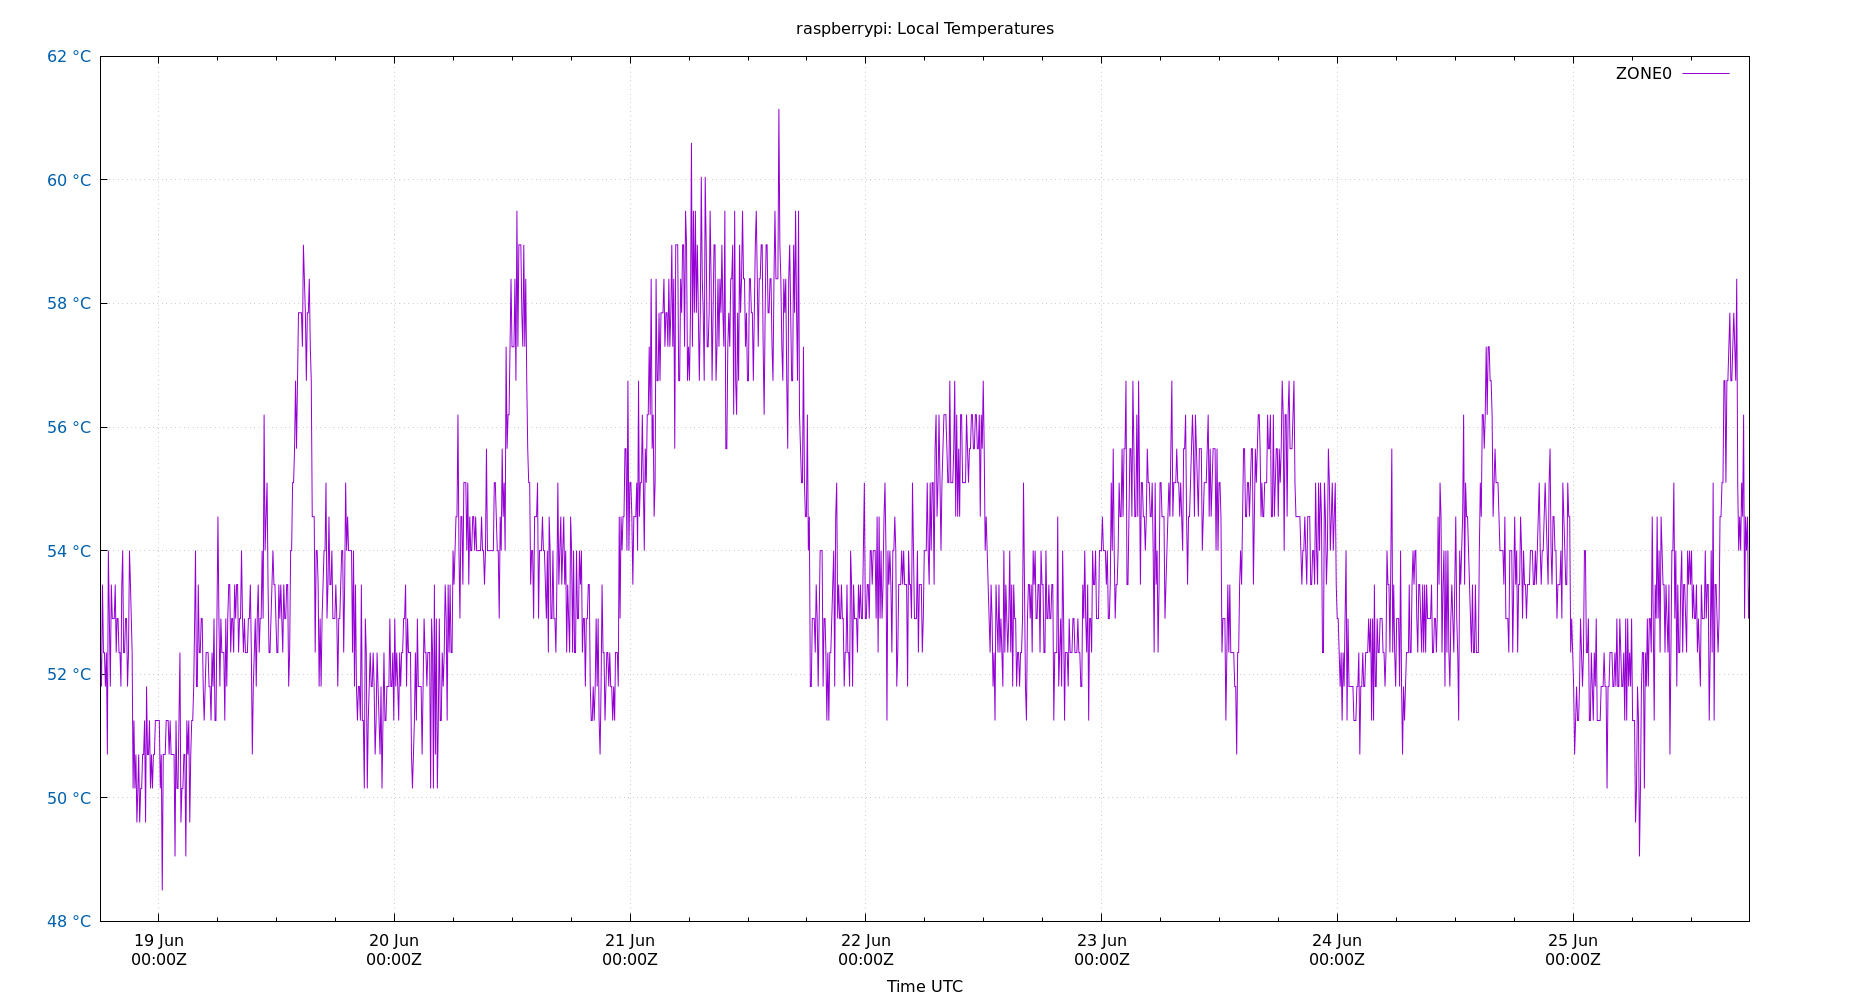 raspberrypi: Local Temperatures
62 °C
ZONE0
60 °C
58 °C
56 °C
54 °C
52 °C
50 °C
48 °C
19 Jun 20 Jun 21 Jun 22 Jun 23 Jun 24 Jun 25 Jun
00:00Z 00:00Z 00:00Z 00:00Z 00:00Z 00:00Z 00:00Z
Time UTC